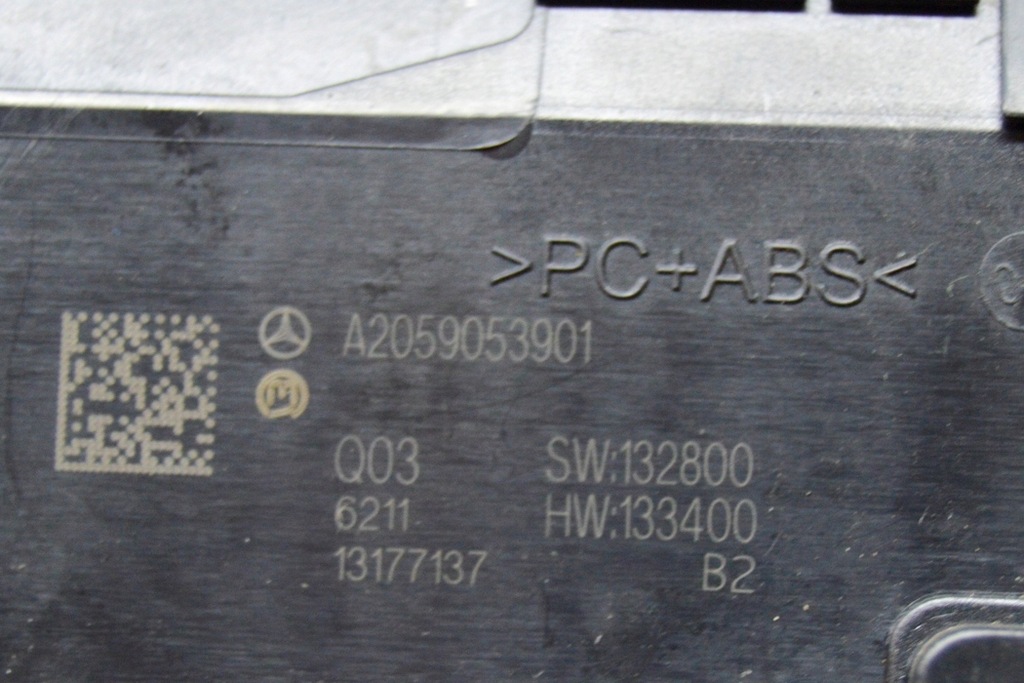 >PC+ABS<
A2059053901
Q03 SW:132800
6211 HW:133400
13177137 B2